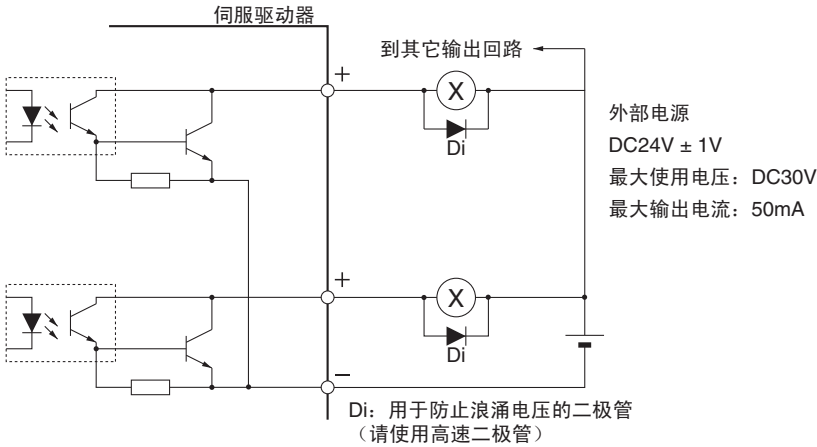 伺服驱动器
到其它输出回路
+
X
Di
外部电源
DC24V ± 1V
最大使用电压：DC30V
最大输出电流：50mA
+
X
Di
−
Di：用于防止浪涌电压的二极管
（请使用高速二极管）